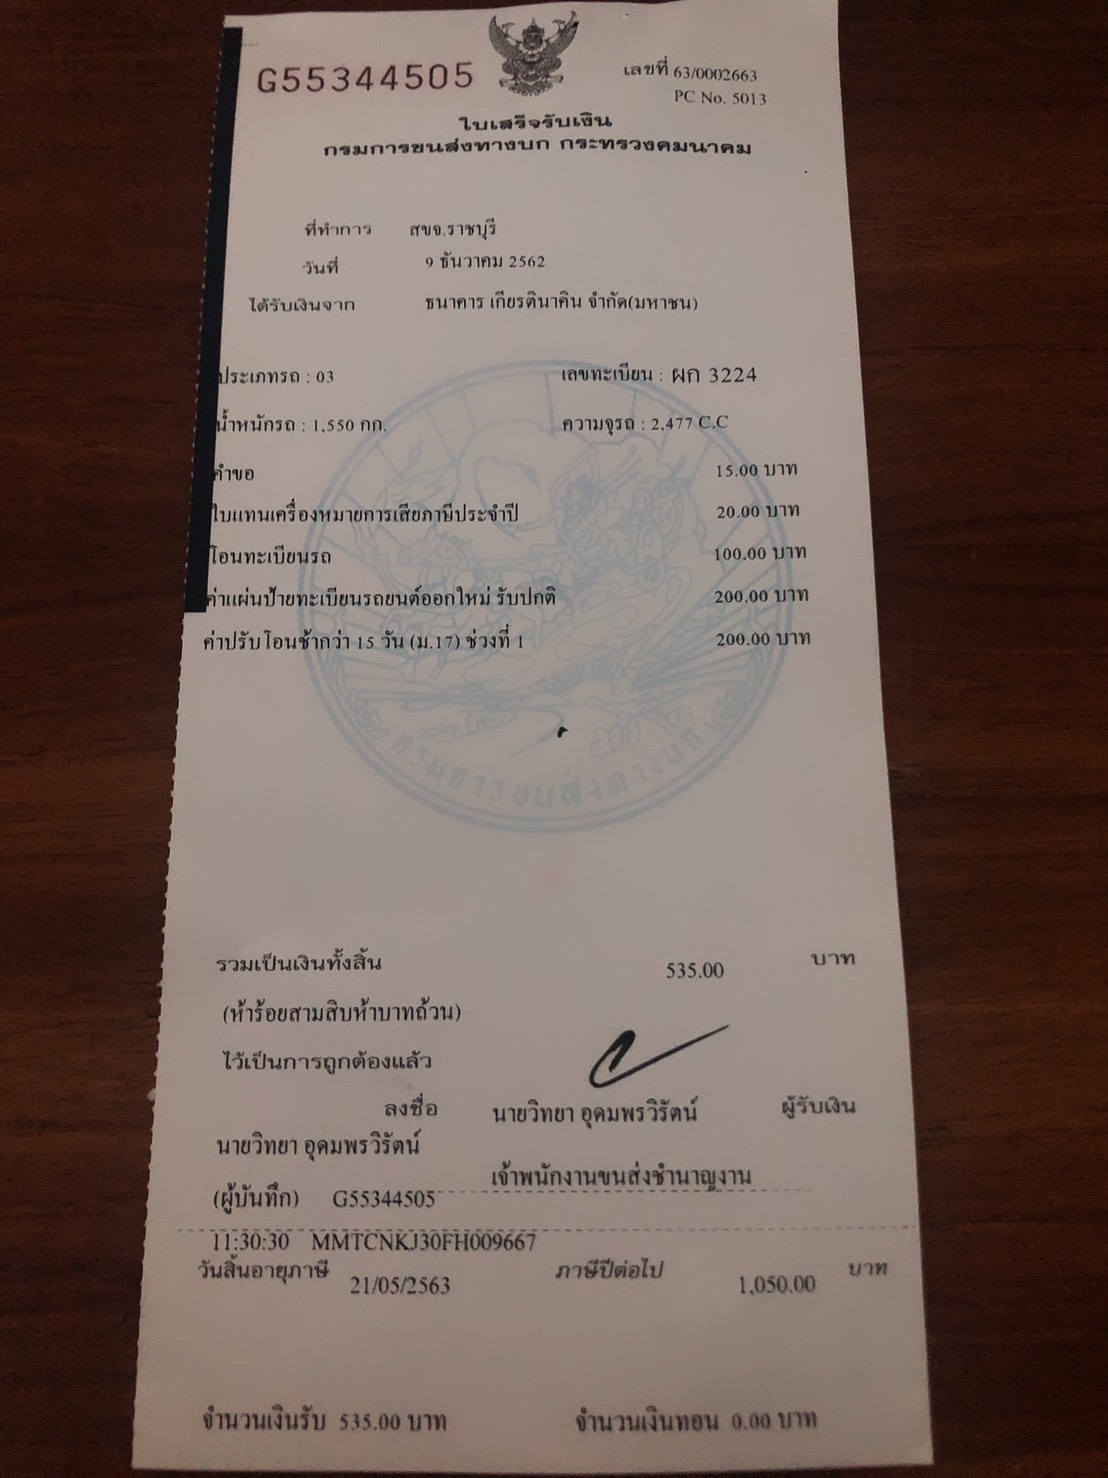 G55344505
เลขที่ 63/0002663
PC No. 5013
ใบเสร็จรับเงิน
กรมการขนส่งทางบก กระทรวงคมนาคม
ที่ทำการ สขจ.ราชบุรี
วันที่ 9 ธันวาคม 2562
ได้รับเงินจาก ธนาคาร เกียรตินาคิน จำกัด(มหาชน)
ประเภทรถ : 03 เลขทะเบียน : ผก 3224
น้ำหนักรถ : 1,550 กก. ความจุรถ : 2,477 C.C
คำขอ 15.00 บาท
ใบแทนเครื่องหมายการเสียภาษีประจำปี 20.00 บาท
โอนทะเบียนรถ 100.00 บาท
ค่าแผ่นป้ายทะเบียนรถยนต์ออกใหม่ รับปกติ 200.00 บาท
ค่าปรับโอนช้ากว่า 15 วัน (ม.17) ช่วงที่ 1 200.00 บาท
กรมการขนส่งทางบก
รวมเป็นเงินทั้งสิ้น 535.00 บาท
(ห้าร้อยสามสิบห้าบาทถ้วน)
ไว้เป็นการถูกต้องแล้ว
ลงชื่อ นายวิทยา อุดมพรวิรัตน์ ผู้รับเงิน
นายวิทยา อุดมพรวิรัตน์
เจ้าพนักงานขนส่งชำนาญงาน
(ผู้บันทึก) G55344505
11:30:30 MMTCNKJ30FH009667
วันสิ้นอายุภาษี 21/05/2563 ภาษีปีต่อไป 1,050.00 บาท
จำนวนเงินรับ 535.00 บาท จำนวนเงินทอน 0.00 บาท